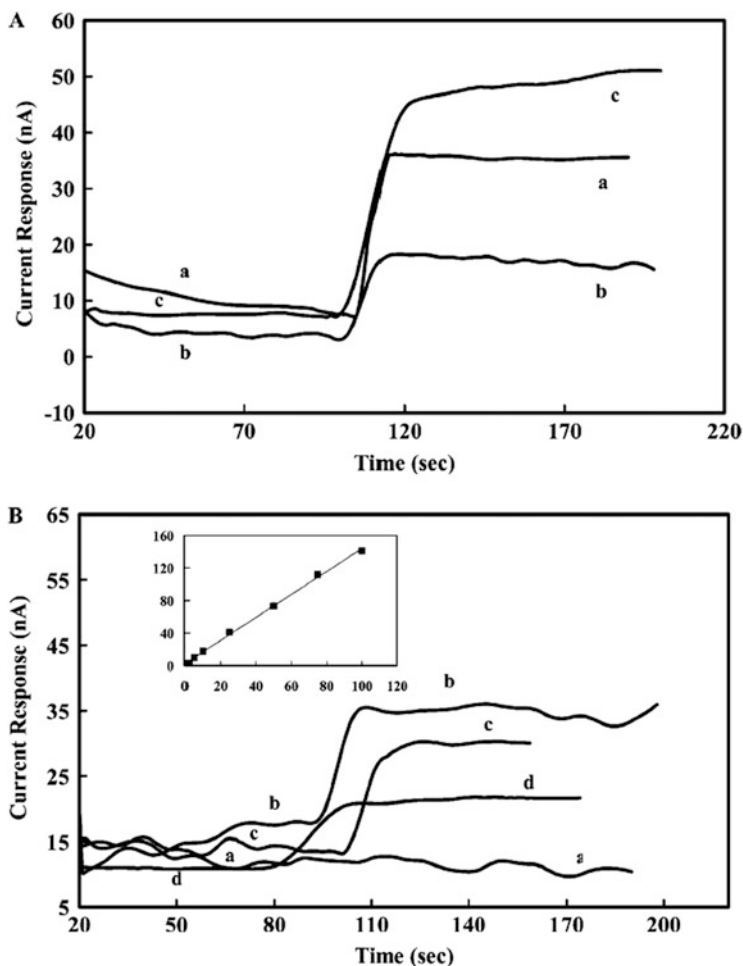 A
60
50
40
30
20
10
0
-10
Current Response (nA)
a
c
b
c
a
b
20 70 120 170 220
Time (sec)
B
65
55
45
35
25
15
5
Current Response (nA)
160
120
80
40
0
0 20 40 60 80 100 120
b
c
d
b
c
a
a
d
20 50 80 110 140 170 200
Time (sec)